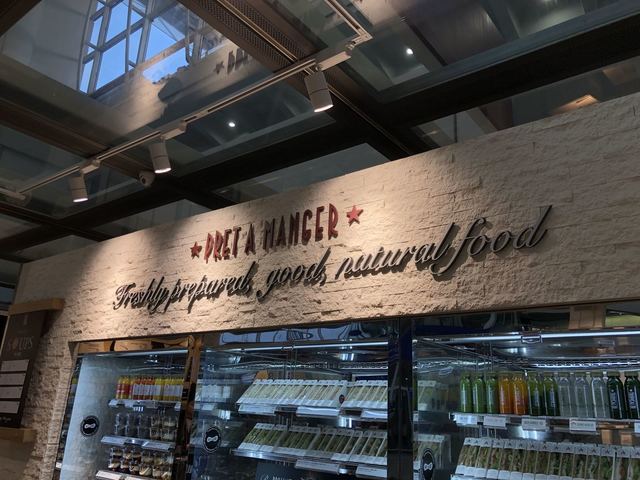 PRET A MANGER
Freshly prepared, good, natural food